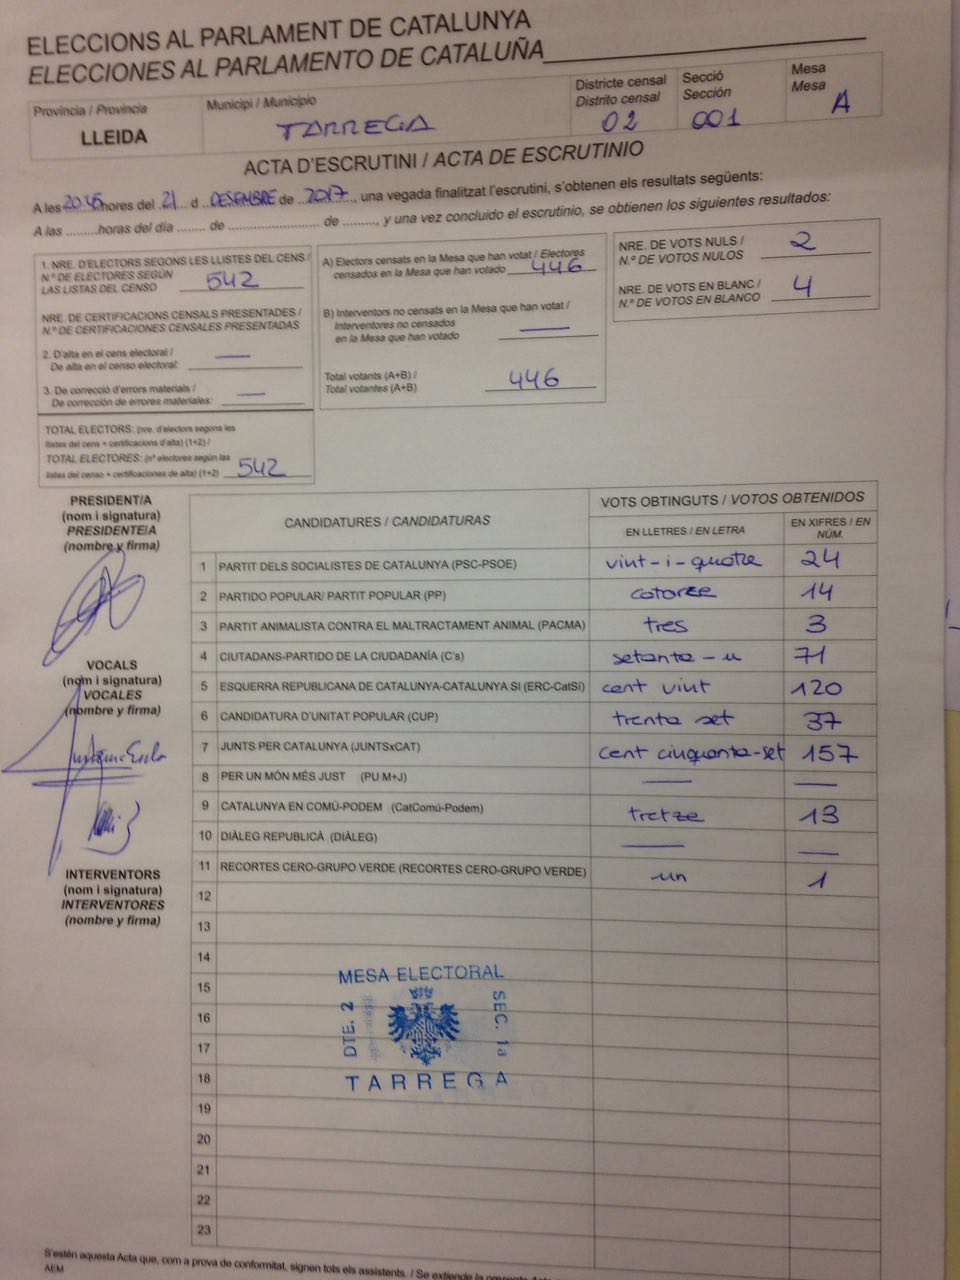 ELECCIONS AL PARLAMENT DE CATALUNYA
ELECCIONES AL PARLAMENTO DE CATALUÑA
Província / Provincia
LLEIDA
Municipi / Municipio
TARREGA
Districte censal
Distrito censal
02
Secció
Sección
001
Mesa
Mesa
A
ACTA D'ESCRUTINI / ACTA DE ESCRUTINIO
A les 20.45 hores del 21 d DESEMBRE de 2017, una vegada finalitzat l'escrutini, s'obtenen els resultats següents:
A las .........horas del día ....... de ........................ de ........., y una vez concluido el escrutinio, se obtienen los siguientes resultados:
1. NRE. D'ELECTORS SEGONS LES LLISTES DEL CENS /
N.º DE ELECTORES SEGÚN
LAS LISTAS DEL CENSO 542
NRE. DE CERTIFICACIONS CENSALS PRESENTADES /
N.º DE CERTIFICACIONES CENSALES PRESENTADAS
2. D'alta en el cens electoral /
De alta en el censo electoral: —
3. De correcció d'errors materials /
De corrección de errores materiales: —
TOTAL ELECTORS: (nre. d'electors segons les
llistes del cens + certificacions d'alta) (1+2) /
TOTAL ELECTORES: (nº electores según las
listas del censo + certificaciones de alta) (1+2) 542
A) Electors censats en la Mesa que han votat / Electores
censados en la Mesa que han votado 446
B) Interventors no censats en la Mesa que han votat /
Interventores no censados
en la Mesa que han votado —
Total votants (A+B) /
Total votantes (A+B) 446
NRE. DE VOTS NULS /
N.º DE VOTOS NULOS 2
NRE. DE VOTS EN BLANC /
N.º DE VOTOS EN BLANCO 4
PRESIDENT/A
(nom i signatura)
PRESIDENTE/A
(nombre y firma)
VOCALS
(nom i signatura)
VOCALES
(nombre y firma)
INTERVENTORS
(nom i signatura)
INTERVENTORES
(nombre y firma)
CANDIDATURES / CANDIDATURAS
VOTS OBTINGUTS / VOTOS OBTENIDOS
EN LLETRES / EN LETRA
EN XIFRES / EN NÚM.
1 PARTIT DELS SOCIALISTES DE CATALUNYA (PSC-PSOE) vint-i-quatre 24
2 PARTIDO POPULAR/ PARTIT POPULAR (PP) catorze 14
3 PARTIT ANIMALISTA CONTRA EL MALTRACTAMENT ANIMAL (PACMA) tres 3
4 CIUTADANS-PARTIDO DE LA CIUDADANÍA (C's) setanta-u 71
5 ESQUERRA REPUBLICANA DE CATALUNYA-CATALUNYA SI (ERC-CatSí) cent vint 120
6 CANDIDATURA D'UNITAT POPULAR (CUP) trenta set 37
7 JUNTS PER CATALUNYA (JUNTSxCAT) cent cinquanta-set 157
8 PER UN MÓN MÉS JUST (PU M+J) — —
9 CATALUNYA EN COMÚ-PODEM (CatComú-Podem) tretze 13
10 DIÀLEG REPUBLICÀ (DIÀLEG) — —
11 RECORTES CERO-GRUPO VERDE (RECORTES CERO-GRUPO VERDE) un 1
12
13
14
15
16
17
18
19
20
21
22
23
MESA ELECTORAL
DTE. 2
SEC. 1a
TARREGA
S'estén aquesta Acta que, com a prova de conformitat, signen tots els assistents. / Se extiende la presente Acta
AEM